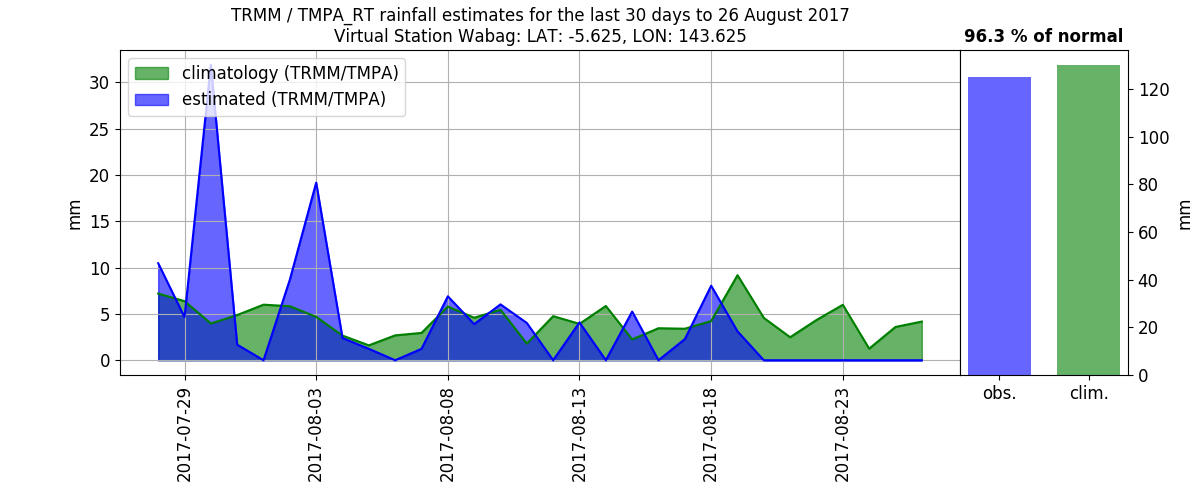 TRMM / TMPA_RT rainfall estimates for the last 30 days to 26 August 2017
Virtual Station Wabag: LAT: -5.625, LON: 143.625
96.3 % of normal
climatology (TRMM/TMPA)
estimated (TRMM/TMPA)
30
25
20
15
10
5
0
mm
2017-07-29
2017-08-03
2017-08-08
2017-08-13
2017-08-18
2017-08-23
120
100
80
60
40
20
0
mm
obs.
clim.